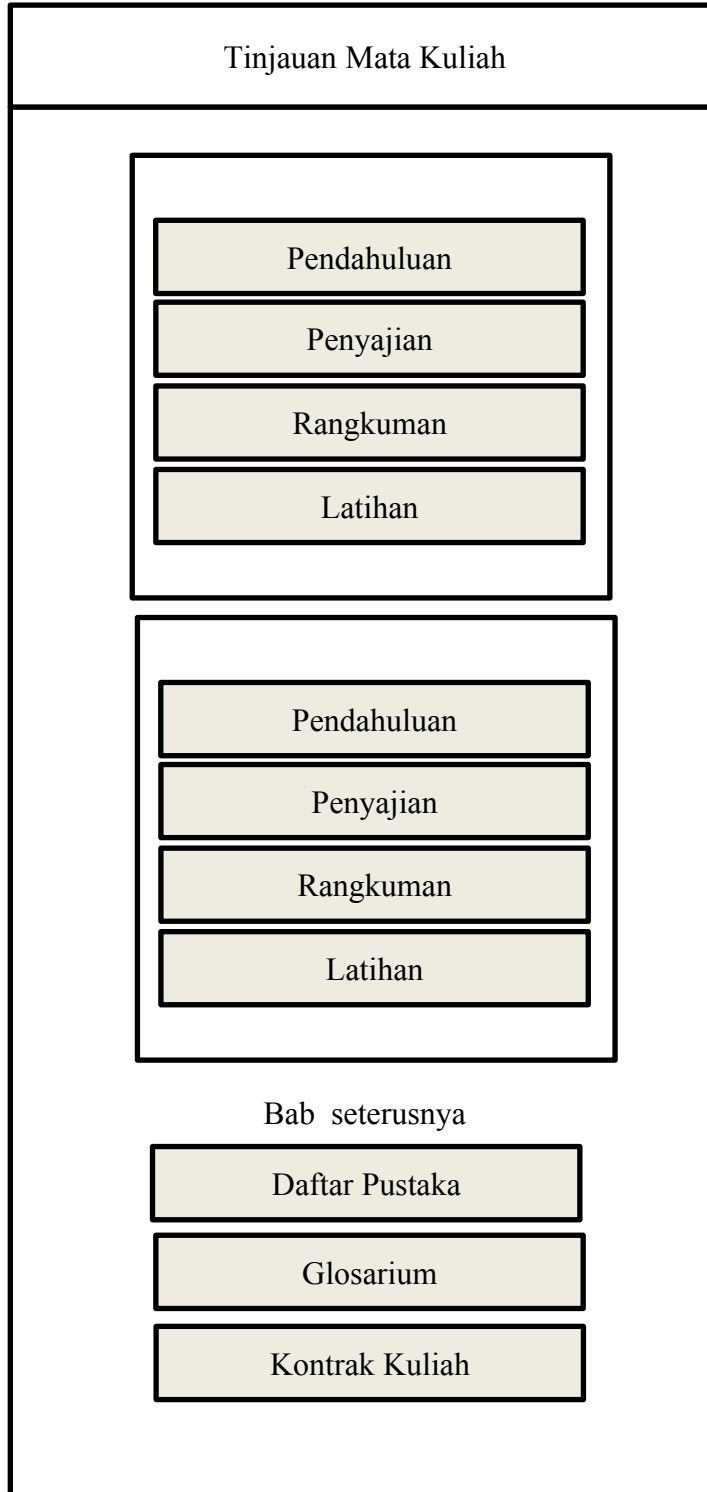 Tinjauan Mata Kuliah
Pendahuluan
Penyajian
Rangkuman
Latihan
Pendahuluan
Penyajian
Rangkuman
Latihan
Bab seterusnya
Daftar Pustaka
Glosarium
Kontrak Kuliah